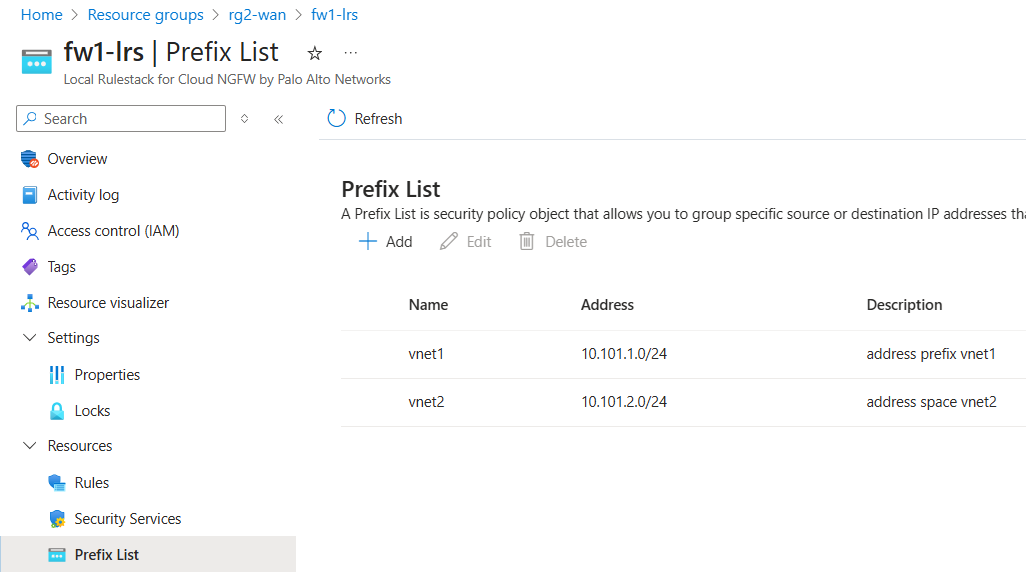 Home > Resource groups > rg2-wan > fw1-lrs
fw1-lrs | Prefix List
Local Rulestack for Cloud NGFW by Palo Alto Networks
Search
Refresh
Overview
Activity log
Access control (IAM)
Tags
Resource visualizer
Settings
Properties
Locks
Resources
Rules
Security Services
Prefix List
Prefix List
A Prefix List is security policy object that allows you to group specific source or destination IP addresses
Add Edit Delete
Name Address Description
vnet1 10.101.1.0/24 address prefix vnet1
vnet2 10.101.2.0/24 address space vnet2